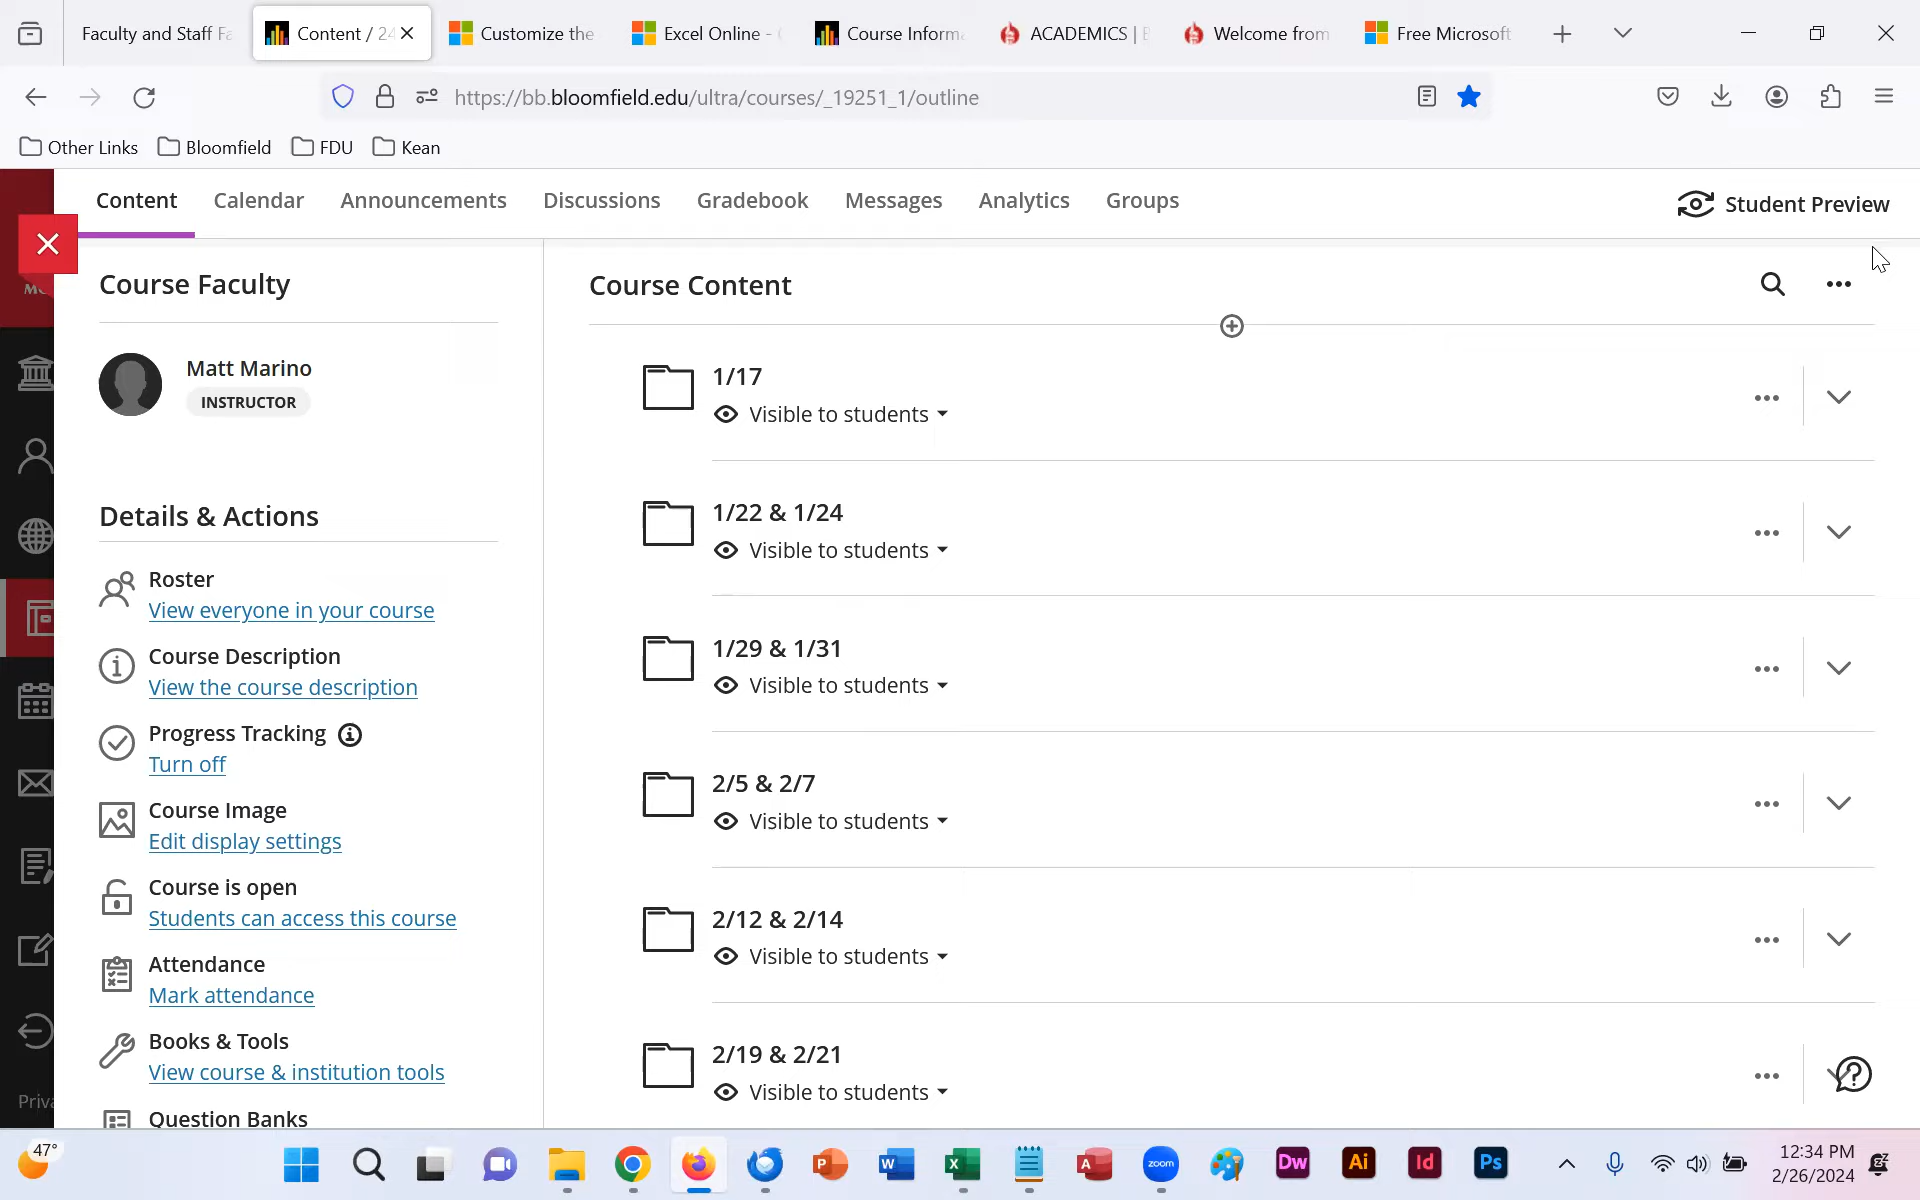 Faculty and Staff Fa
Content / 24
Customize the
Excel Online -
Course Informa
ACADEMICS |
Welcome from
Free Microsoft
https://bb.bloomfield.edu/ultra/courses/_19251_1/outline
Other Links
Bloomfield
FDU
Kean
Content
Calendar
Announcements
Discussions
Gradebook
Messages
Analytics
Groups
Student Preview
Course Faculty
Matt Marino
INSTRUCTOR
Details & Actions
Roster
View everyone in your course
Course Description
View the course description
Progress Tracking
Turn off
Course Image
Edit display settings
Course is open
Students can access this course
Attendance
Mark attendance
Books & Tools
View course & institution tools
Question Banks
Priva
Course Content
1/17
Visible to students
1/22 & 1/24
Visible to students
1/29 & 1/31
Visible to students
2/5 & 2/7
Visible to students
2/12 & 2/14
Visible to students
2/19 & 2/21
Visible to students
47°
zoom
Dw
Ai
Id
Ps
12:34 PM
2/26/2024